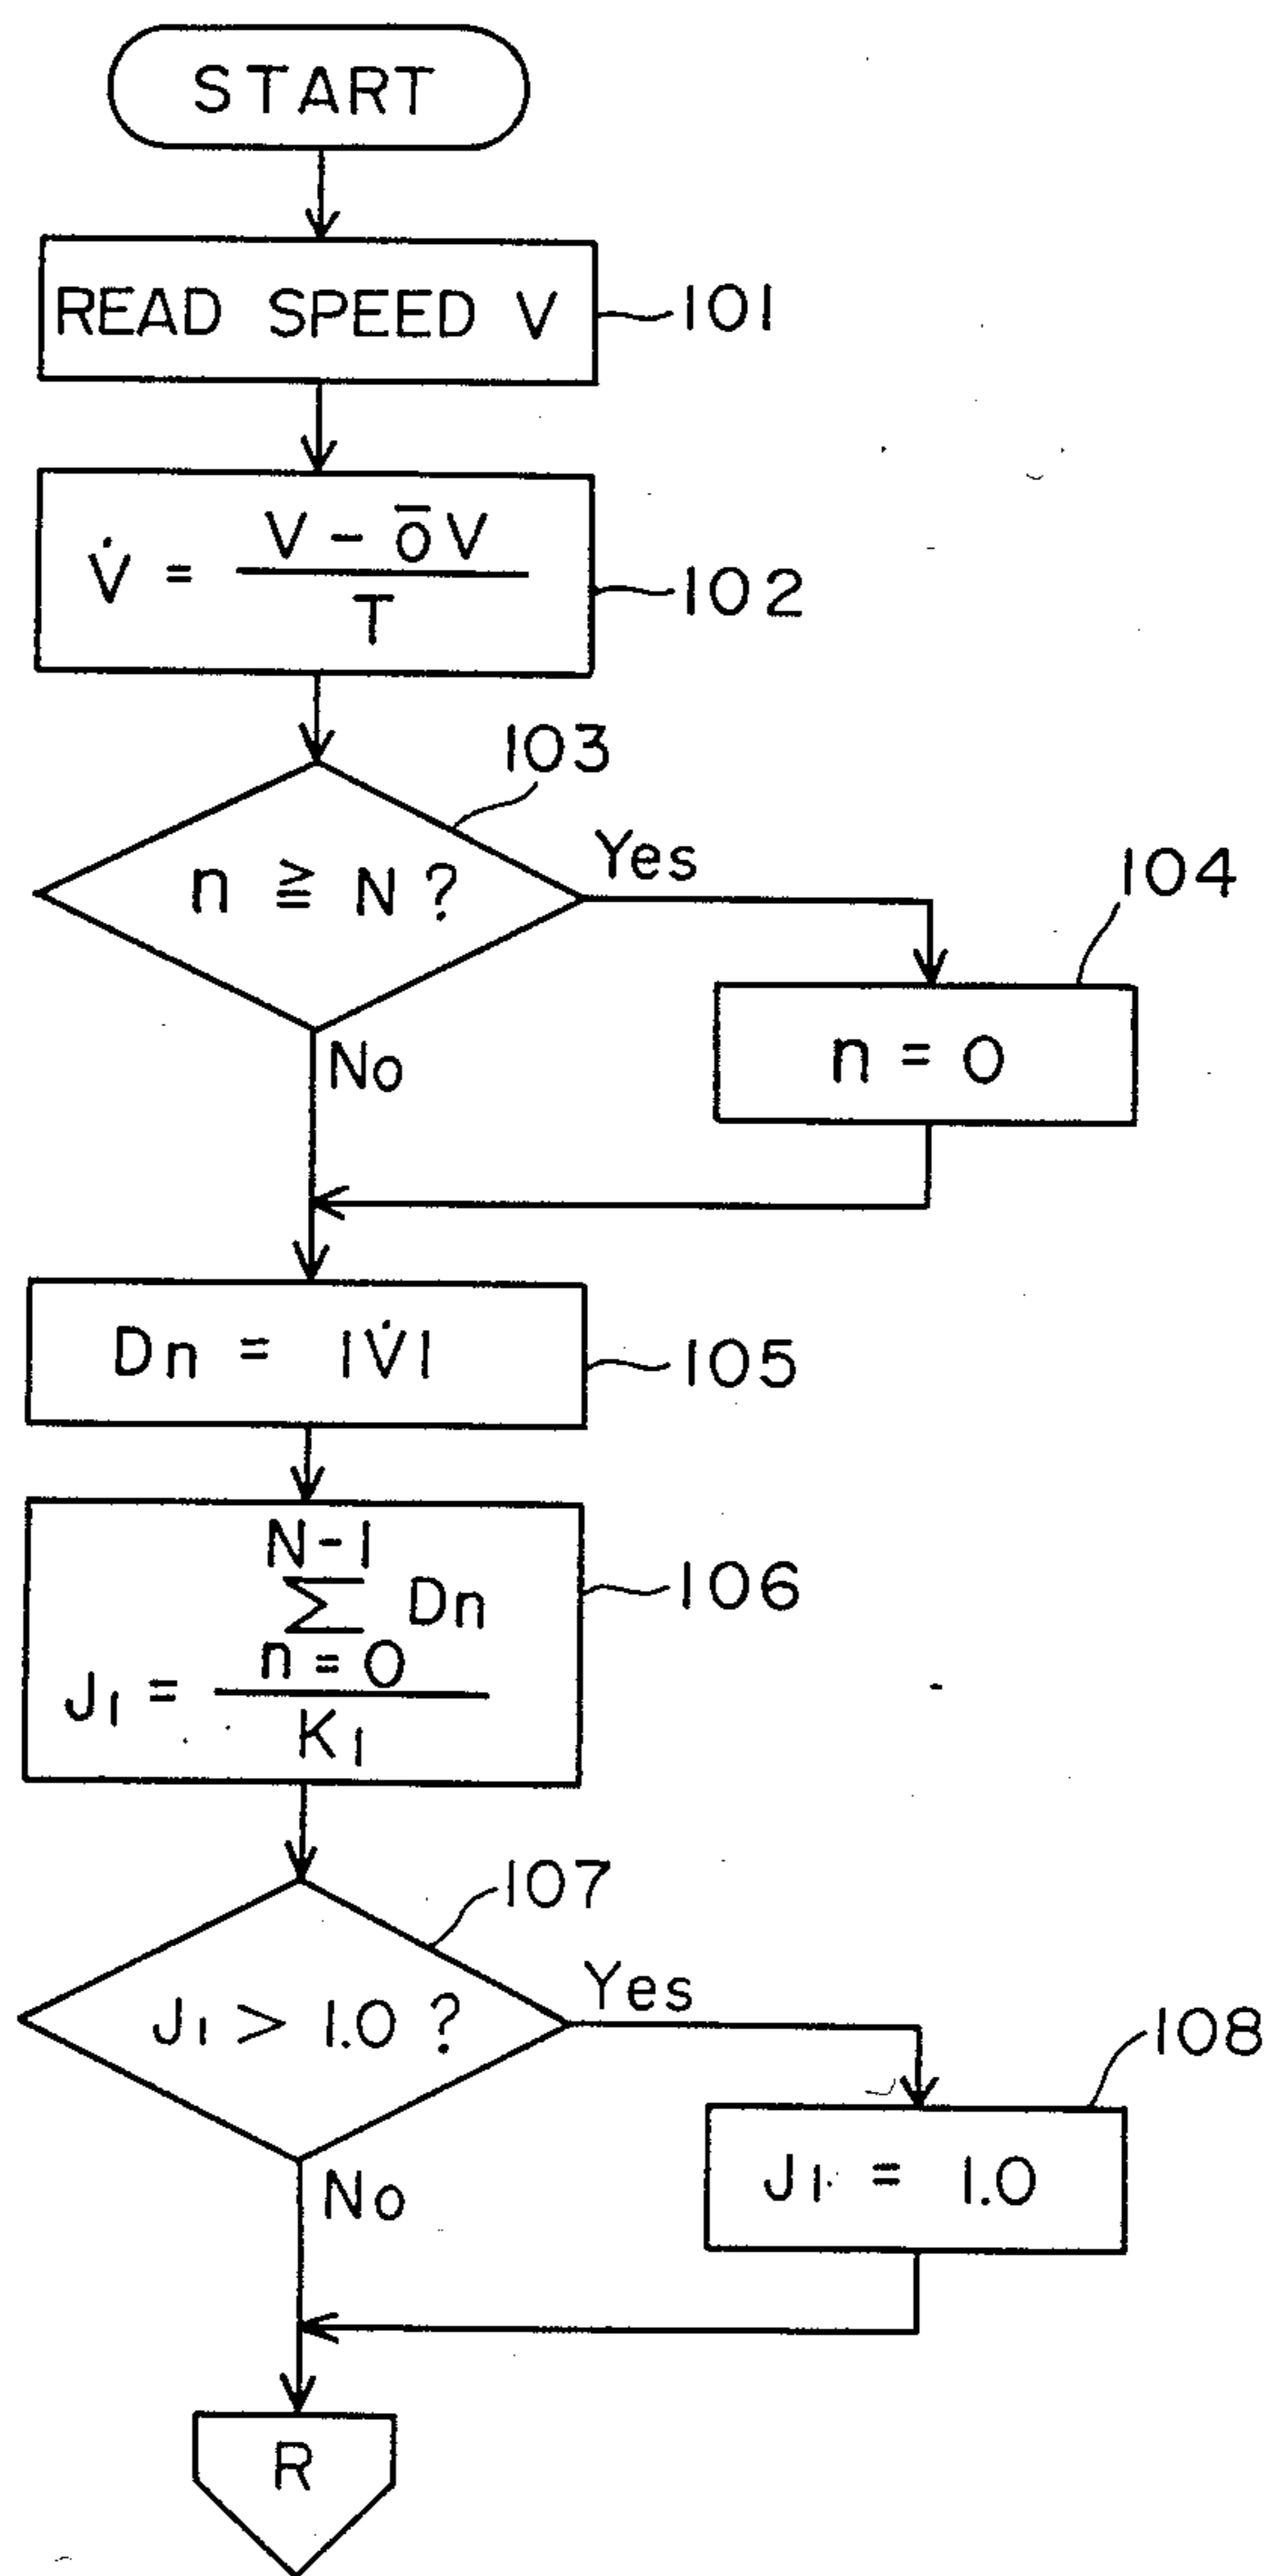 START
READ SPEED V
101
V - o̅V
V̇ = 
T
102
103
n ≧ N ?
Yes
104
n = 0
No
Dn = |V̇|
105
N-1
Σ Dn
n = 0
J1 =
K1
106
107
J1 > 1.0 ?
Yes
108
J1 = 1.0
No
R